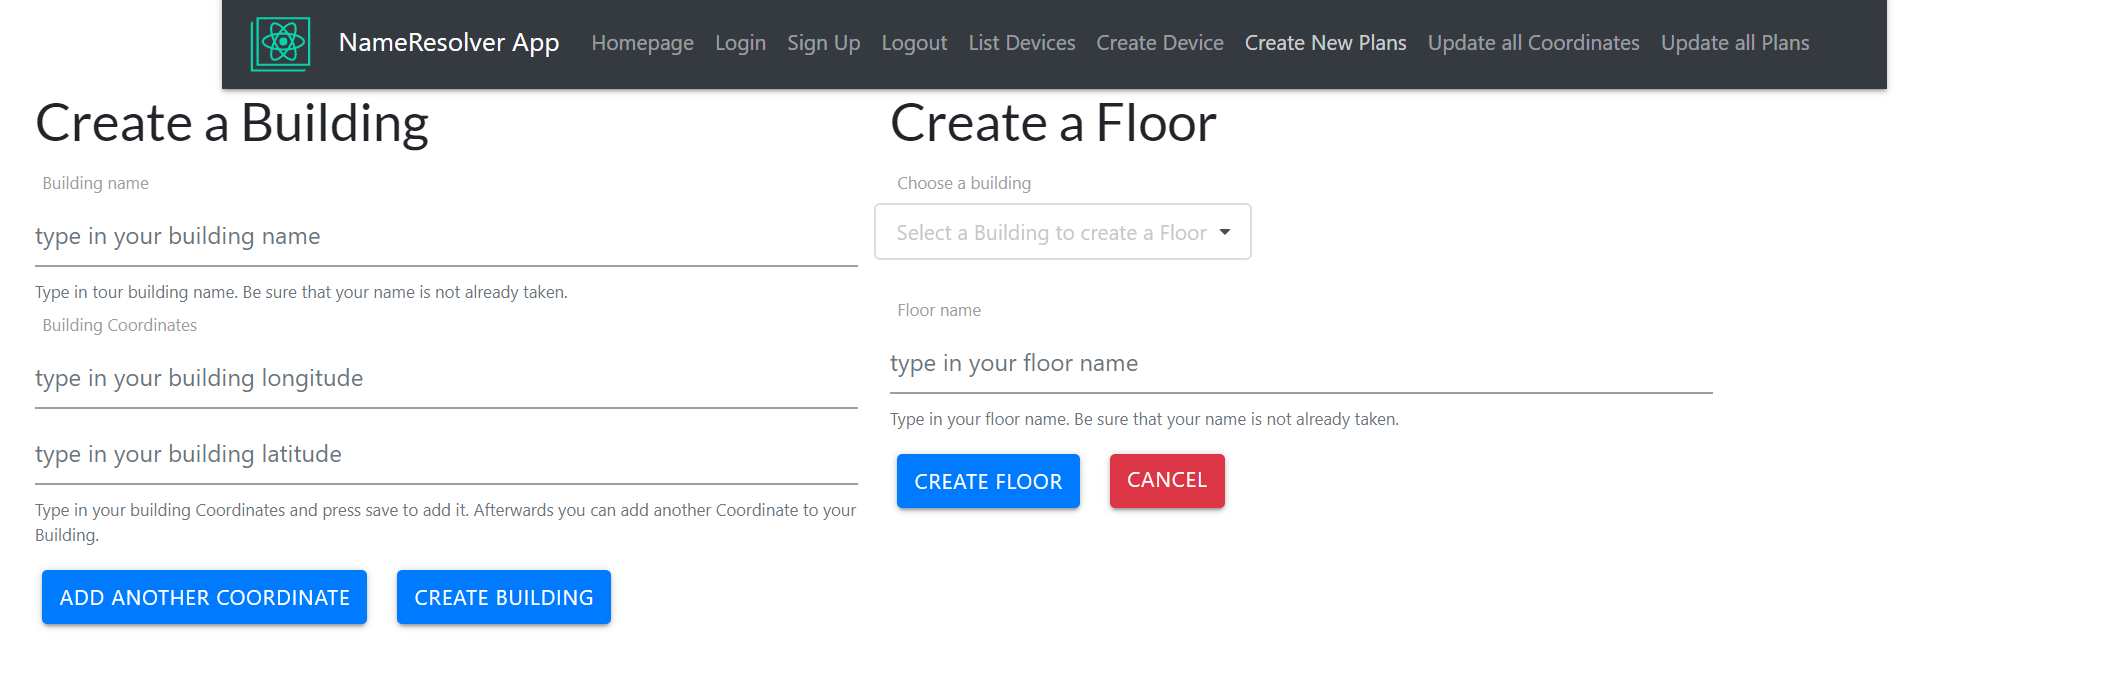 NameResolver App Homepage Login Sign Up Logout List Devices Create Device Create New Plans Update all Coordinates Update all Plans
Create a Building
Building name
type in your building name
Type in tour building name. Be sure that your name is not already taken.
Building Coordinates
type in your building longitude
type in your building latitude
Type in your building Coordinates and press save to add it. Afterwards you can add another Coordinate to your
Building.
ADD ANOTHER COORDINATE CREATE BUILDING
Create a Floor
Choose a building
Select a Building to create a Floor
Floor name
type in your floor name
Type in your floor name. Be sure that your name is not already taken.
CREATE FLOOR CANCEL